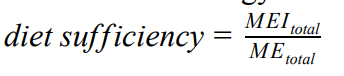 diet sufficiency = MEI_total / ME_total